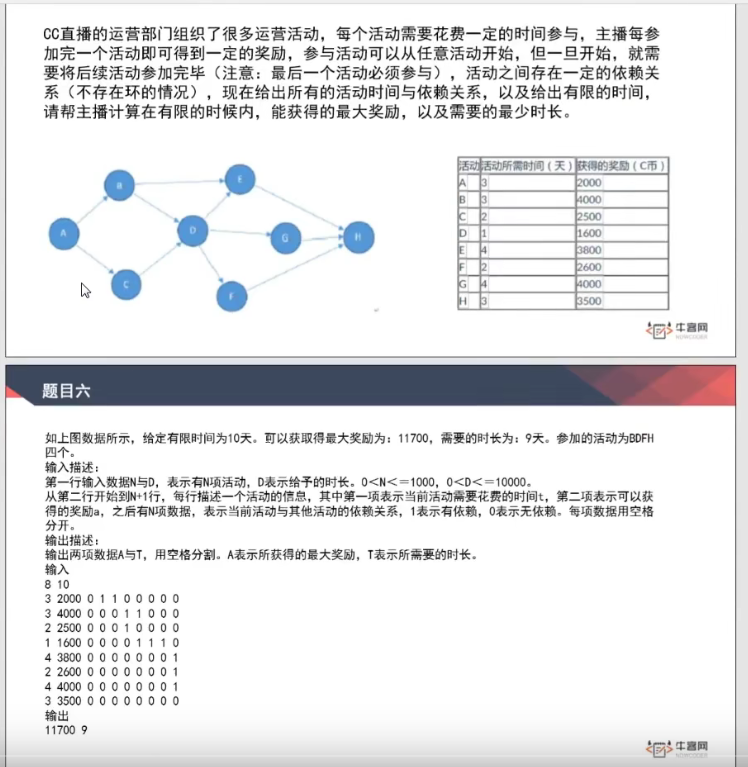 CC直播的运营部门组织了很多运营活动，每个活动需要花费一定的时间参与，主播每参
加完一个活动即可得到一定的奖励，参与活动可以从任意活动开始，但一旦开始，就需
要将后续活动参加完毕（注意：最后一个活动必须参与），活动之间存在一定的依赖关
系（不存在环的情况），现在给出所有的活动时间与依赖关系，以及给出有限的时间，
请帮主播计算在有限的时候内，能获得的最大奖励，以及需要的最少时长。
A
B
C
D
E
F
G
H
活动 活动所需时间（天） 获得的奖励（C币）
A 3 2000
B 3 4000
C 2 2500
D 1 1600
E 4 3800
F 2 2600
G 4 4000
H 3 3500
牛客网
题目六
如上图数据所示，给定有限时间为10天。可以获取得最大奖励为：11700，需要的时长为：9天。参加的活动为BDFH
四个。
输入描述：
第一行输入数据N与D，表示有N项活动，D表示给予的时长。0<N<=1000，0<D<=10000。
从第二行开始到N+1行，每行描述一个活动的信息，其中第一项表示当前活动需要花费的时间t，第二项表示可以获
得的奖励a，之后有N项数据，表示当前活动与其他活动的依赖关系，1表示有依赖，0表示无依赖。每项数据用空格
分开。
输出描述：
输出两项数据A与T，用空格分割。A表示所获得的最大奖励，T表示所需要的时长。
输入
8 10
3 2000 0 1 1 0 0 0 0 0
3 4000 0 0 0 1 1 0 0 0
2 2500 0 0 0 1 0 0 0 0
1 1600 0 0 0 0 1 1 1 0
4 3800 0 0 0 0 0 0 0 1
2 2600 0 0 0 0 0 0 0 1
4 4000 0 0 0 0 0 0 0 1
3 3500 0 0 0 0 0 0 0 0
输出
11700 9
牛客网